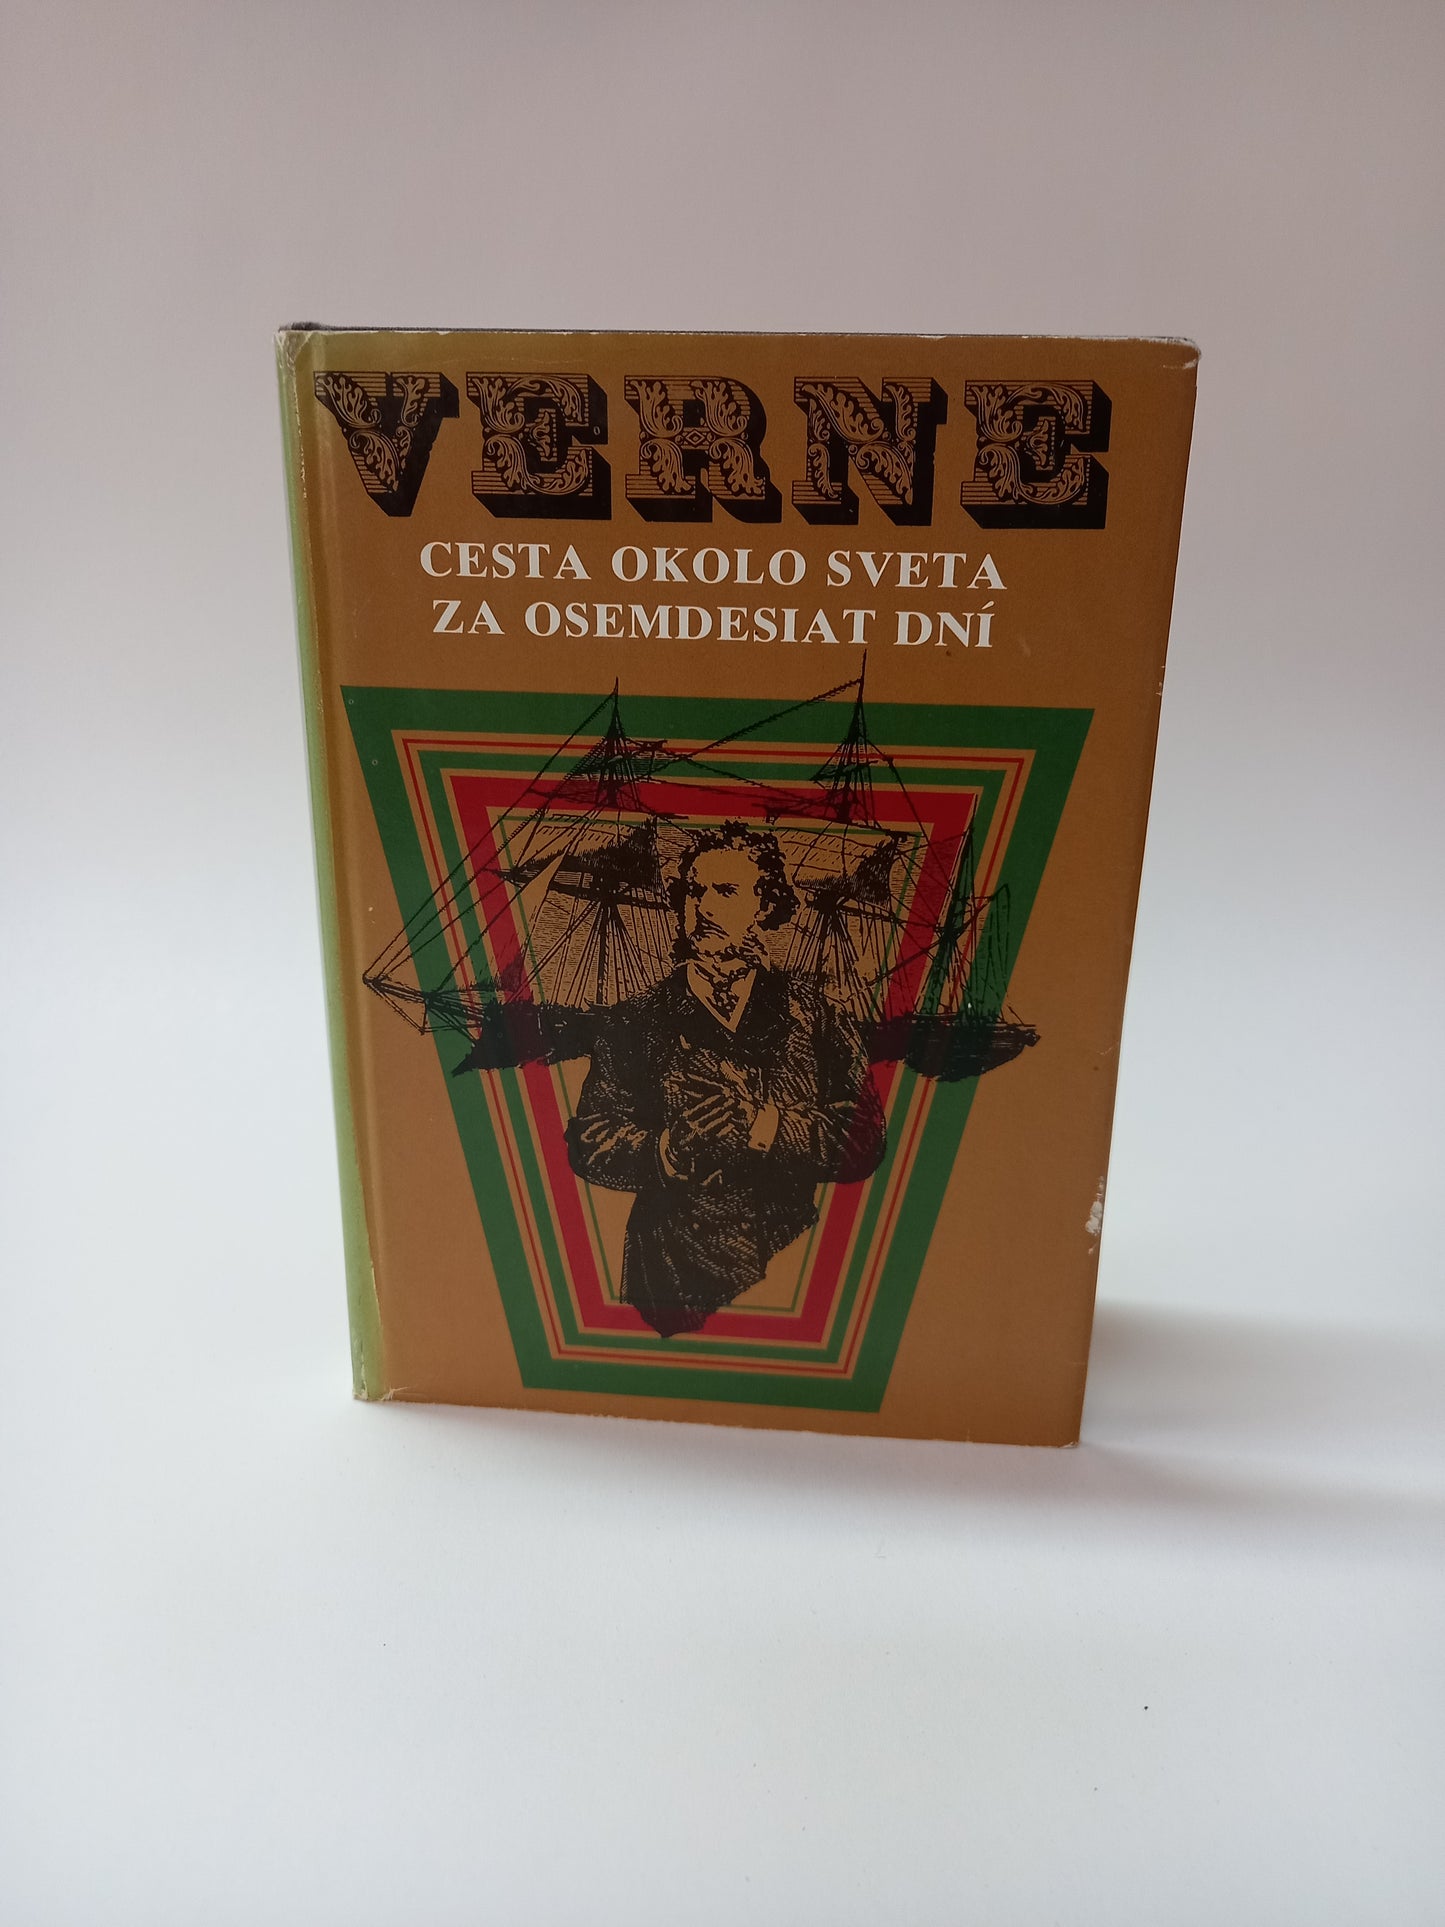 VERNE
CESTA OKOLO SVETA
ZA OSEMDESIAT DNÍ